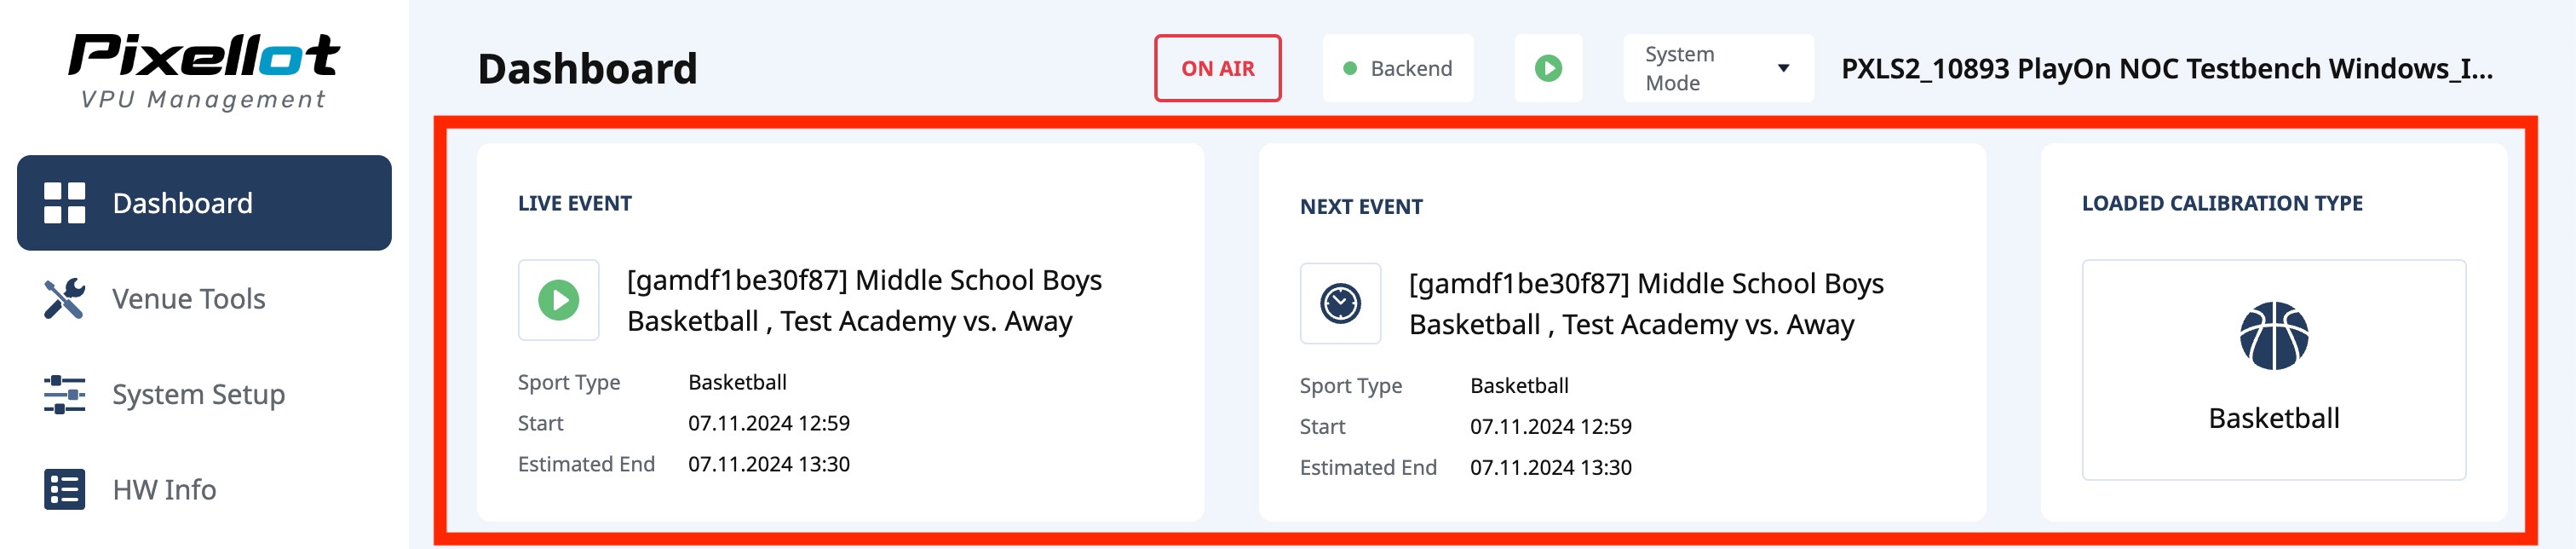 Pixellot
VPU Management
Dashboard
Venue Tools
System Setup
HW Info
Dashboard
ON AIR
Backend
System
Mode
PXLS2_10893 PlayOn NOC Testbench Windows_I...
LIVE EVENT
[gamdf1be30f87] Middle School Boys
Basketball , Test Academy vs. Away
Sport Type Basketball
Start 07.11.2024 12:59
Estimated End 07.11.2024 13:30
NEXT EVENT
[gamdf1be30f87] Middle School Boys
Basketball , Test Academy vs. Away
Sport Type Basketball
Start 07.11.2024 12:59
Estimated End 07.11.2024 13:30
LOADED CALIBRATION TYPE
Basketball